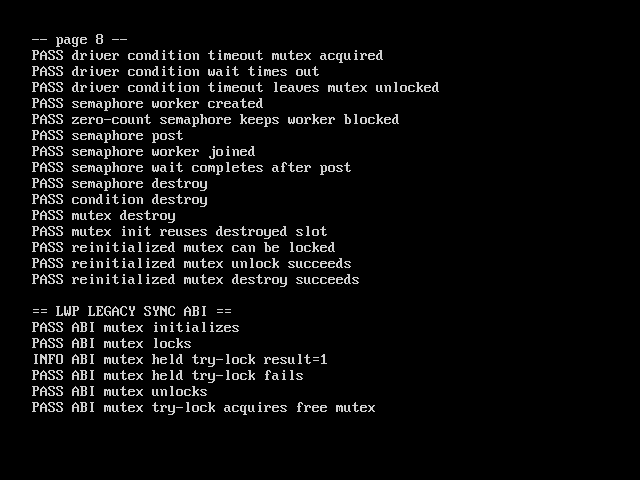 -- page 8 --
PASS driver condition timeout mutex acquired
PASS driver condition wait times out
PASS driver condition timeout leaves mutex unlocked
PASS semaphore worker created
PASS zero-count semaphore keeps worker blocked
PASS semaphore post
PASS semaphore worker joined
PASS semaphore wait completes after post
PASS semaphore destroy
PASS condition destroy
PASS mutex destroy
PASS mutex init reuses destroyed slot
PASS reinitialized mutex can be locked
PASS reinitialized mutex unlock succeeds
PASS reinitialized mutex destroy succeeds
== LWP LEGACY SYNC ABI ==
PASS ABI mutex initializes
PASS ABI mutex locks
INFO ABI mutex held try-lock result=1
PASS ABI mutex held try-lock fails
PASS ABI mutex unlocks
PASS ABI mutex try-lock acquires free mutex